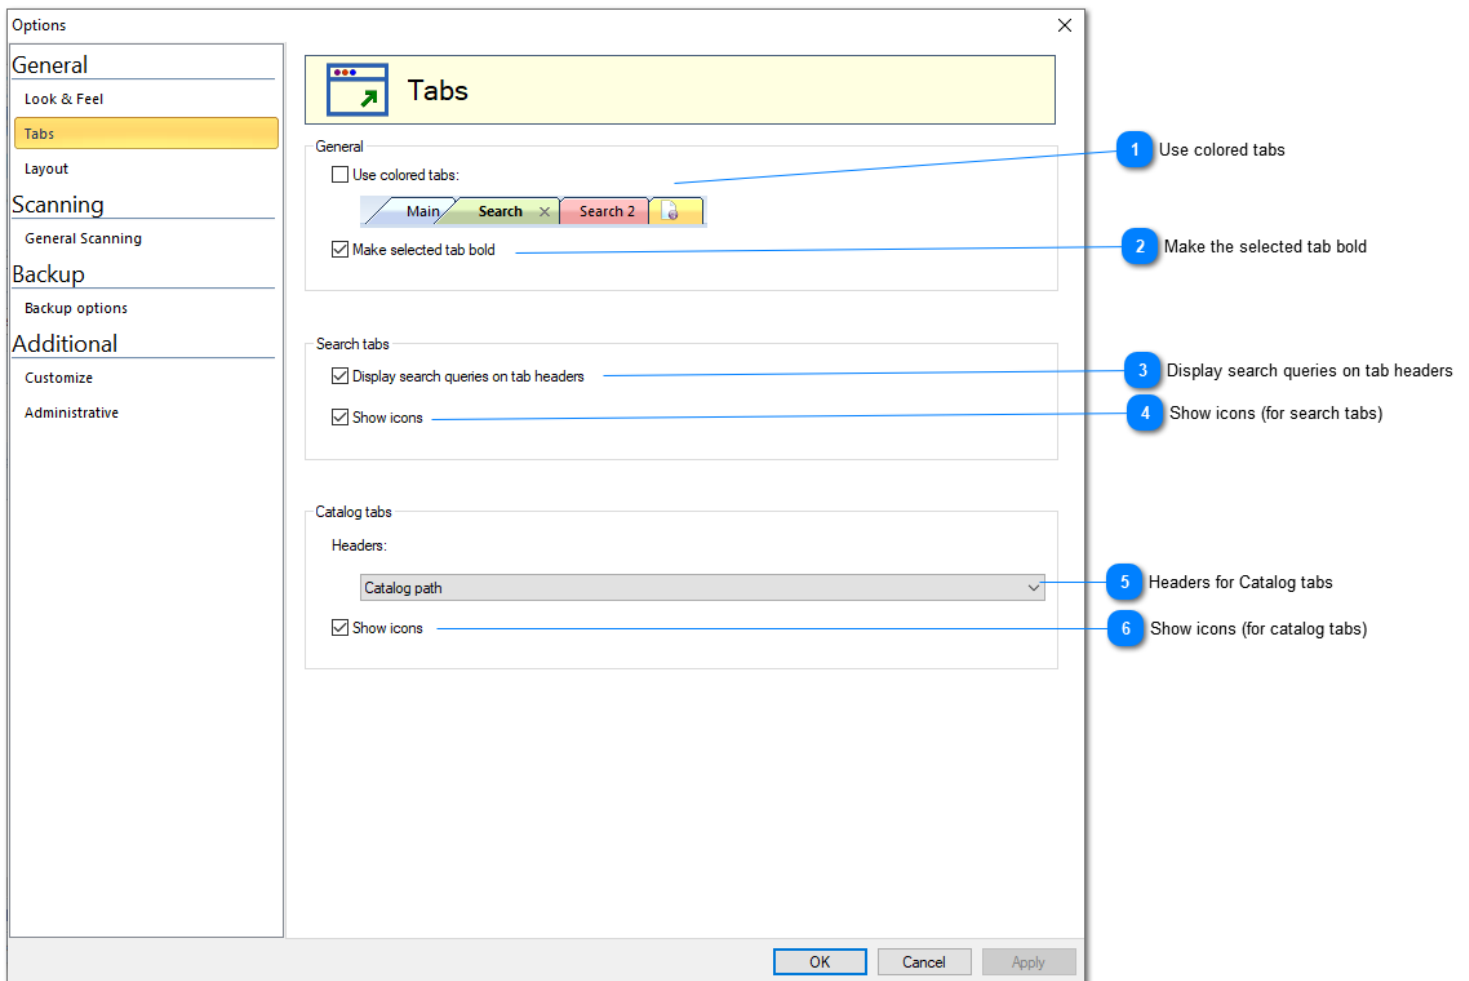 Options
General
Look & Feel
Tabs
Layout
Scanning
General Scanning
Backup
Backup options
Additional
Customize
Administrative
Tabs
General
Use colored tabs:
Main Search Search 2
Make selected tab bold
Search tabs
Display search queries on tab headers
Show icons
Catalog tabs
Headers:
Catalog path
Show icons
OK Cancel Apply
1 Use colored tabs
2 Make the selected tab bold
3 Display search queries on tab headers
4 Show icons (for search tabs)
5 Headers for Catalog tabs
6 Show icons (for catalog tabs)